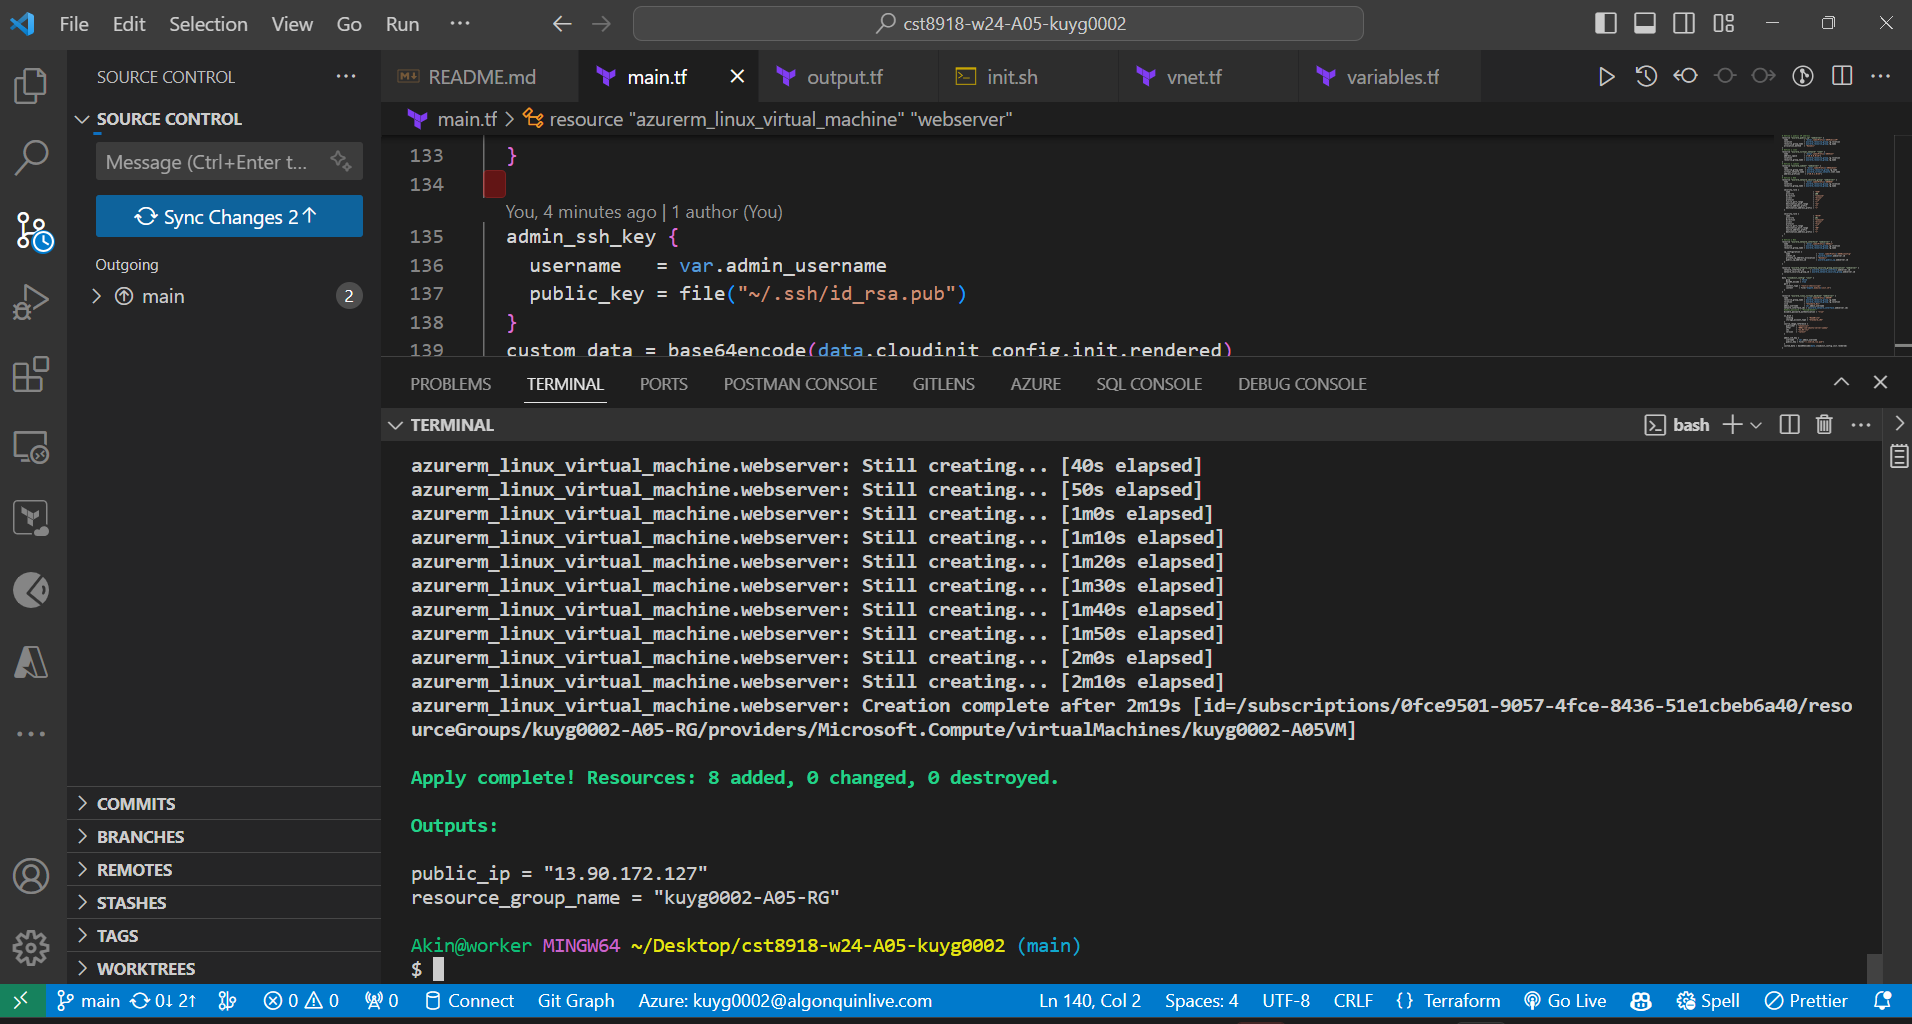 File Edit Selection View Go Run ···
cst8918-w24-A05-kuyg0002
SOURCE CONTROL
README.md
main.tf
output.tf
init.sh
vnet.tf
variables.tf
SOURCE CONTROL
Message (Ctrl+Enter t...
Sync Changes 2↑
Outgoing
main 2
main.tf > resource "azurerm_linux_virtual_machine" "webserver"
133 }
134
You, 4 minutes ago | 1 author (You)
135 admin_ssh_key {
136 username = var.admin_username
137 public_key = file("~/.ssh/id_rsa.pub")
138 }
139 custom_data = base64encode(data.cloudinit_config.init.rendered)
PROBLEMS TERMINAL PORTS POSTMAN CONSOLE GITLENS AZURE SQL CONSOLE DEBUG CONSOLE
TERMINAL
bash
azurerm_linux_virtual_machine.webserver: Still creating... [40s elapsed]
azurerm_linux_virtual_machine.webserver: Still creating... [50s elapsed]
azurerm_linux_virtual_machine.webserver: Still creating... [1m0s elapsed]
azurerm_linux_virtual_machine.webserver: Still creating... [1m10s elapsed]
azurerm_linux_virtual_machine.webserver: Still creating... [1m20s elapsed]
azurerm_linux_virtual_machine.webserver: Still creating... [1m30s elapsed]
azurerm_linux_virtual_machine.webserver: Still creating... [1m40s elapsed]
azurerm_linux_virtual_machine.webserver: Still creating... [1m50s elapsed]
azurerm_linux_virtual_machine.webserver: Still creating... [2m0s elapsed]
azurerm_linux_virtual_machine.webserver: Still creating... [2m10s elapsed]
azurerm_linux_virtual_machine.webserver: Creation complete after 2m19s [id=/subscriptions/0fce9501-9057-4fce-8436-51e1cbeb6a40/reso
urceGroups/kuyg0002-A05-RG/providers/Microsoft.Compute/virtualMachines/kuyg0002-A05VM]
Apply complete! Resources: 8 added, 0 changed, 0 destroyed.
Outputs:
public_ip = "13.90.172.127"
resource_group_name = "kuyg0002-A05-RG"
Akin@worker MINGW64 ~/Desktop/cst8918-w24-A05-kuyg0002 (main)
$
COMMITS
BRANCHES
REMOTES
STASHES
TAGS
WORKTREES
main 0↓ 2↑ 0 0 0 Connect Git Graph Azure: kuyg0002@algonquinlive.com Ln 140, Col 2 Spaces: 4 UTF-8 CRLF {} Terraform Go Live Spell Prettier